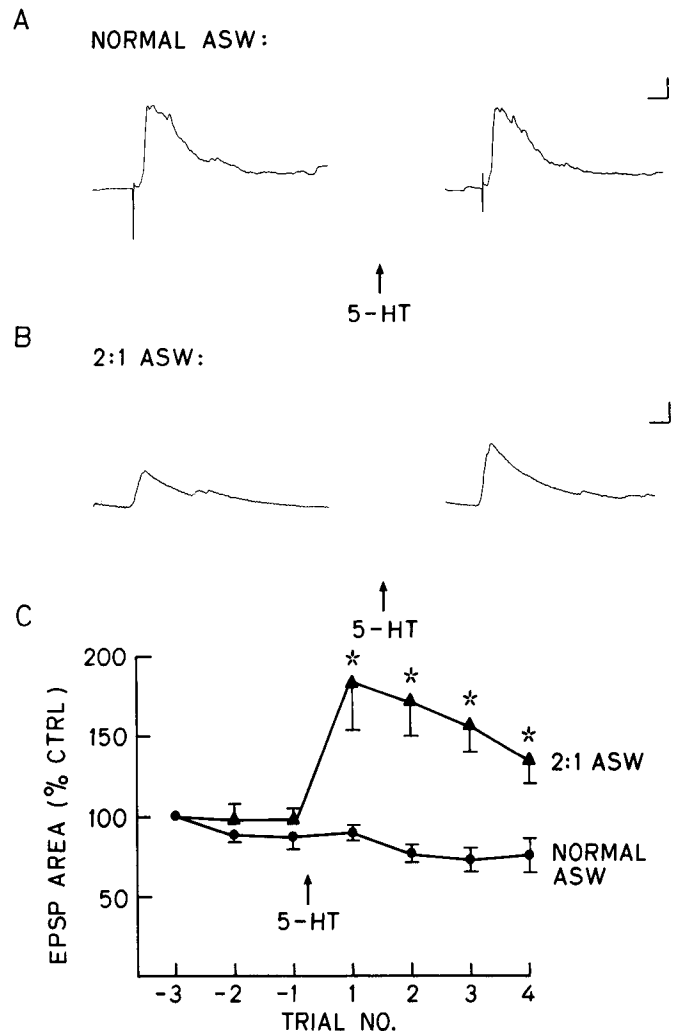 A
NORMAL ASW:
5-HT
B
2:1 ASW:
5-HT
C
EPSP AREA (% CTRL)
200
150
100
50
* * * *
2:1 ASW
NORMAL
ASW
5-HT
-3 -2 -1 1 2 3 4
TRIAL NO.